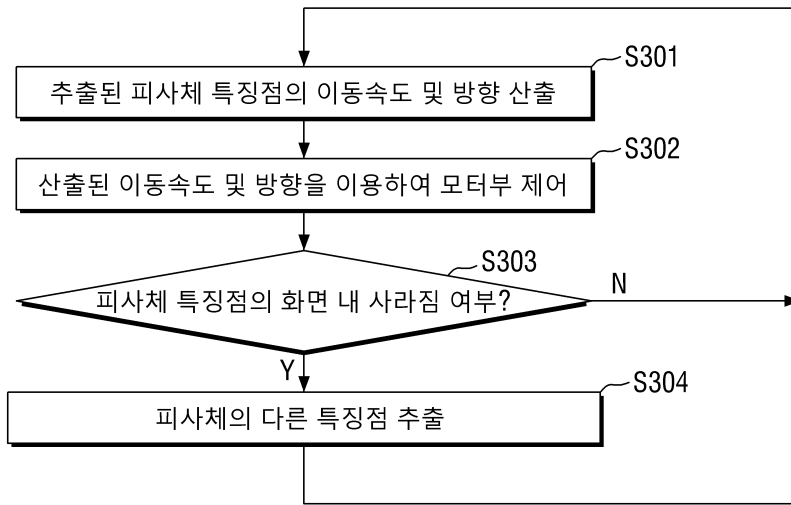 S301
추출된 피사체 특징점의 이동속도 및 방향 산출
S302
산출된 이동속도 및 방향을 이용하여 모터부 제어
S303
피사체 특징점의 화면 내 사라짐 여부?
N
Y
S304
피사체의 다른 특징점 추출